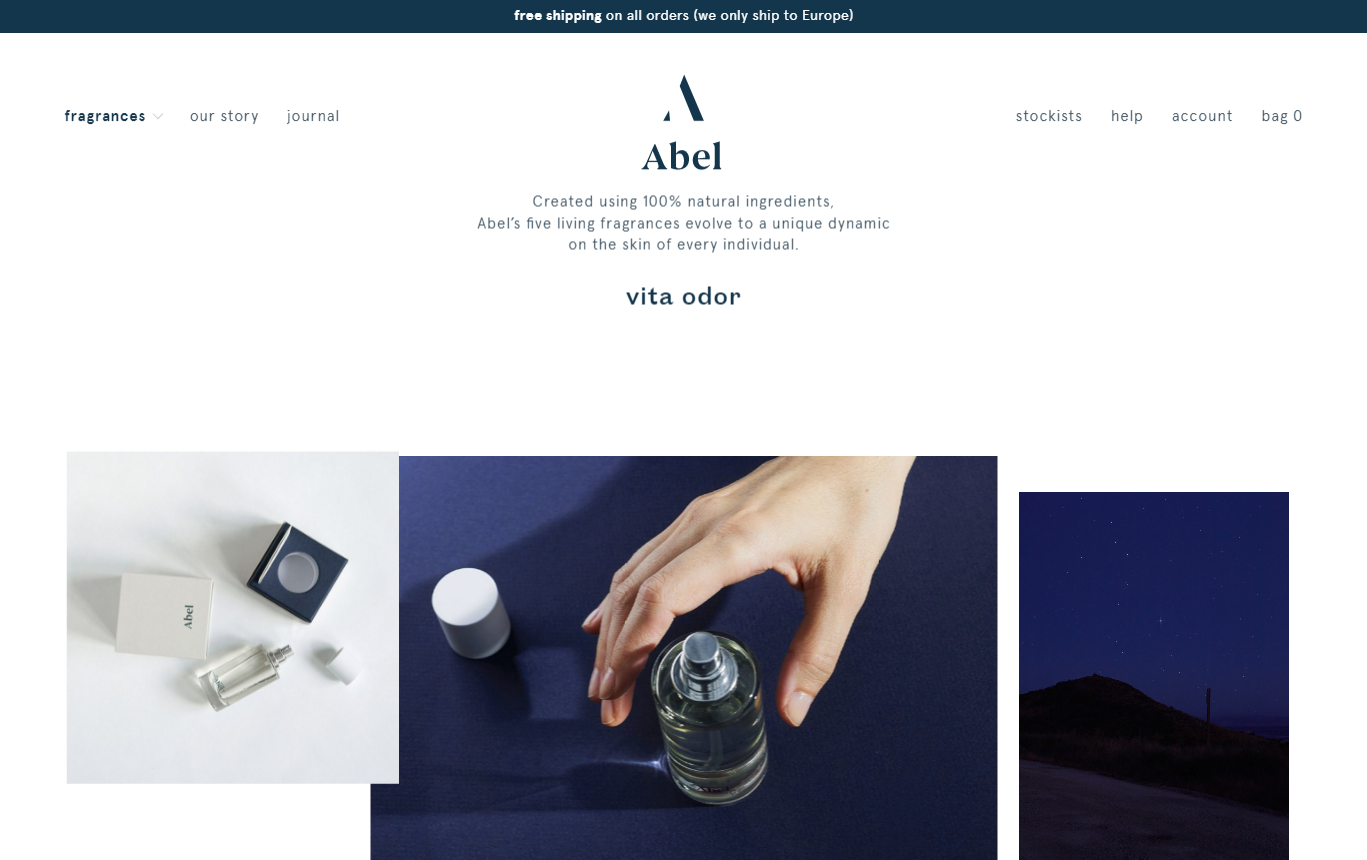 free shipping on all orders (we only ship to Europe)
fragrances our story journal
stockists help account bag 0
Abel
Created using 100% natural ingredients,
Abel's five living fragrances evolve to a unique dynamic
on the skin of every individual.
vita odor
Abel